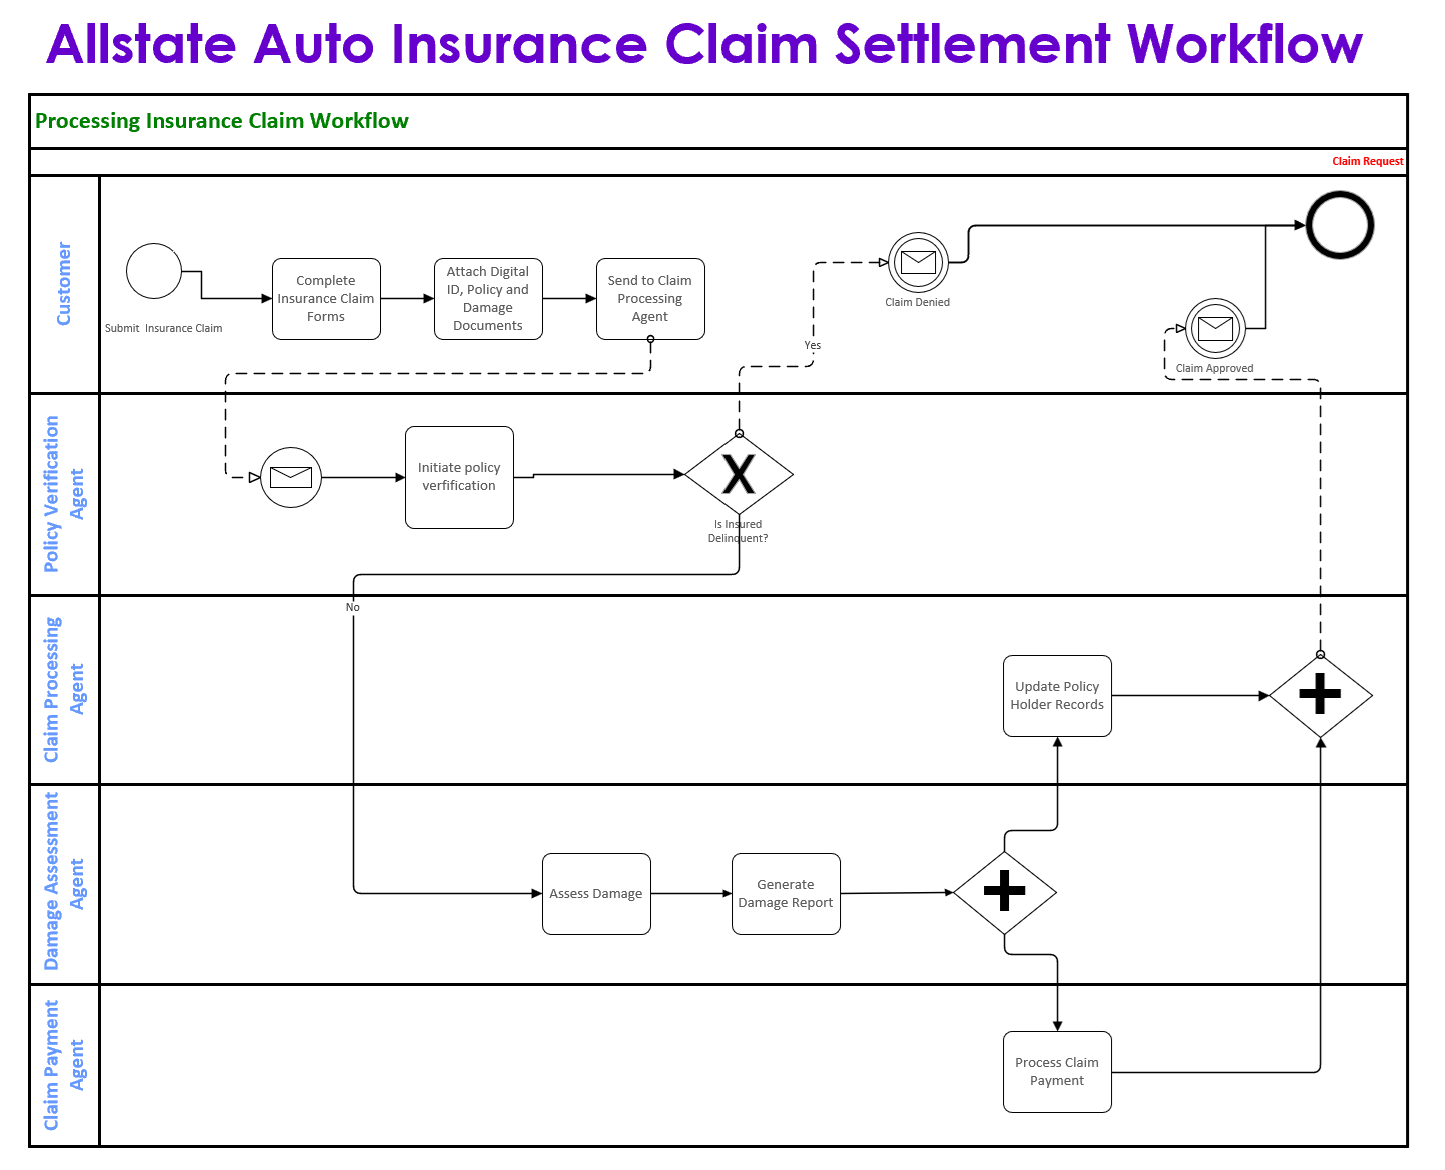 Allstate Auto Insurance Claim Settlement Workflow
Processing Insurance Claim Workflow
Claim Request
Customer
Submit  Insurance Claim
Complete
Insurance Claim
Forms
Attach Digital
ID, Policy and
Damage
Documents
Send to Claim
Processing
Agent
Yes
Claim Denied
Claim Approved
Policy Verification
Agent
Initiate policy
verfification
X
Is Insured
Delinquent?
No
Claim Processing
Agent
Update Policy
Holder Records
Damage Assessment
Agent
Assess Damage
Generate
Damage Report
Claim Payment
Agent
Process Claim
Payment